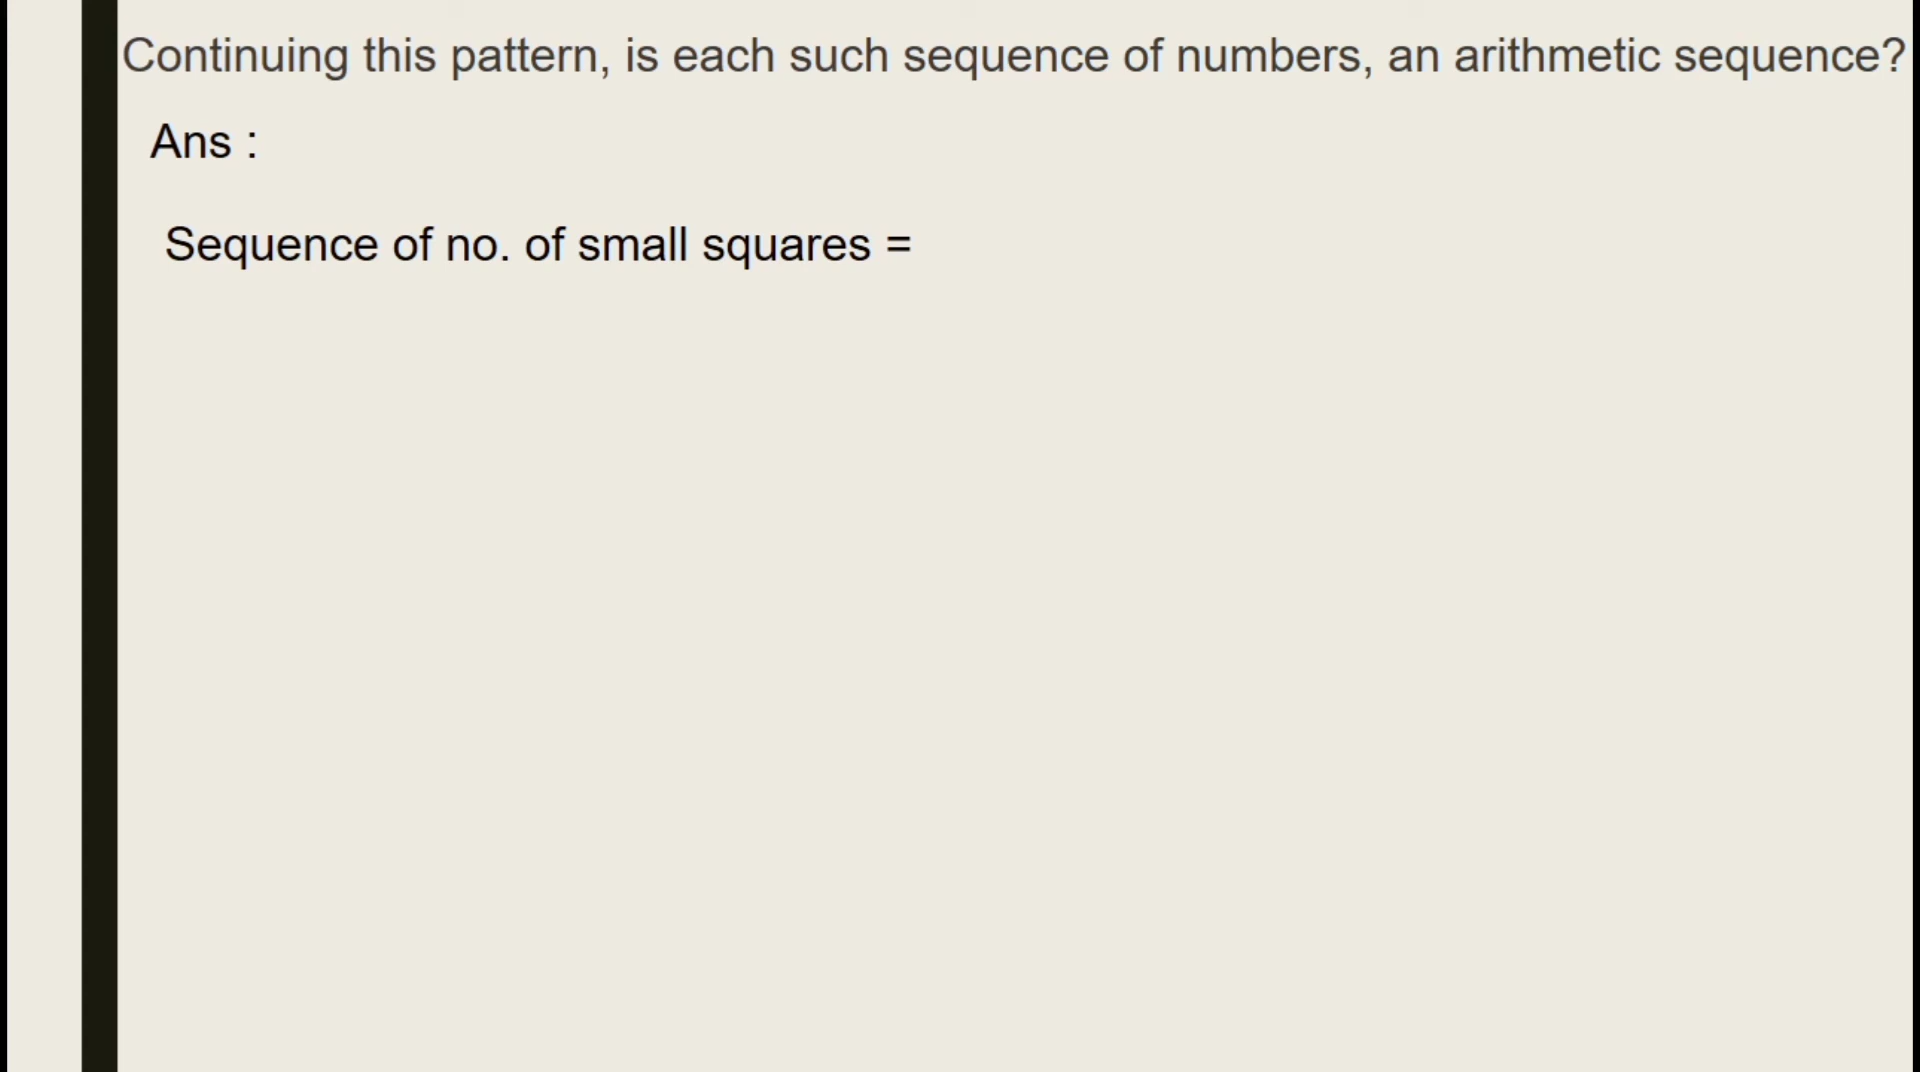 Continuing this pattern, is each such sequence of numbers, an arithmetic sequence?
Ans :
Sequence of no. of small squares =